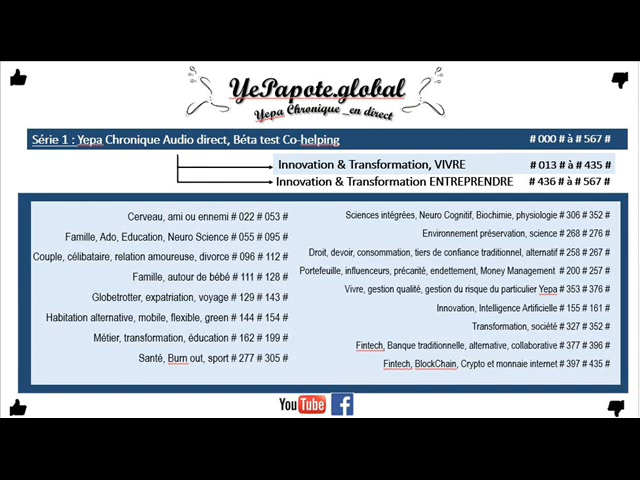 YePapote.global
Yepa Chronique _en direct
Série 1 : Yepa Chronique Audio direct, Béta test Co-helping # 000 # à # 567 #
Innovation & Transformation, VIVRE # 013 # à # 435 #
Innovation & Transformation ENTREPRENDRE # 436 # à # 567 #
Cerveau, ami ou ennemi # 022 # 053 #
Famille, Ado, Education, Neuro Science # 055 # 095 #
Couple, célibataire, relation amoureuse, divorce # 096 # 112 #
Famille, autour de bébé # 111 # 128 #
Globetrotter, expatriation, voyage # 129 # 143 #
Habitation alternative, mobile, flexible, green # 144 # 154 #
Métier, transformation, éducation # 162 # 199 #
Santé, Burn out, sport # 277 # 305 #
Sciences intégrées, Neuro Cognitif, Biochimie, physiologie # 306 # 352 #
Environnement préservation, science # 268 # 276 #
Droit, devoir, consommation, tiers de confiance traditionnel, alternatif # 258 # 267 #
Portefeuille, influenceurs, précarité, endettement, Money Management # 200 # 257 #
Vivre, gestion qualité, gestion du risque du particulier Yepa # 353 # 376 #
Innovation, Intelligence Artificielle # 155 # 161 #
Transformation, société # 327 # 352 #
Fintech, Banque traditionnelle, alternative, collaborative # 377 # 396 #
Fintech, BlockChain, Crypto et monnaie internet # 397 # 435 #
YouTube f